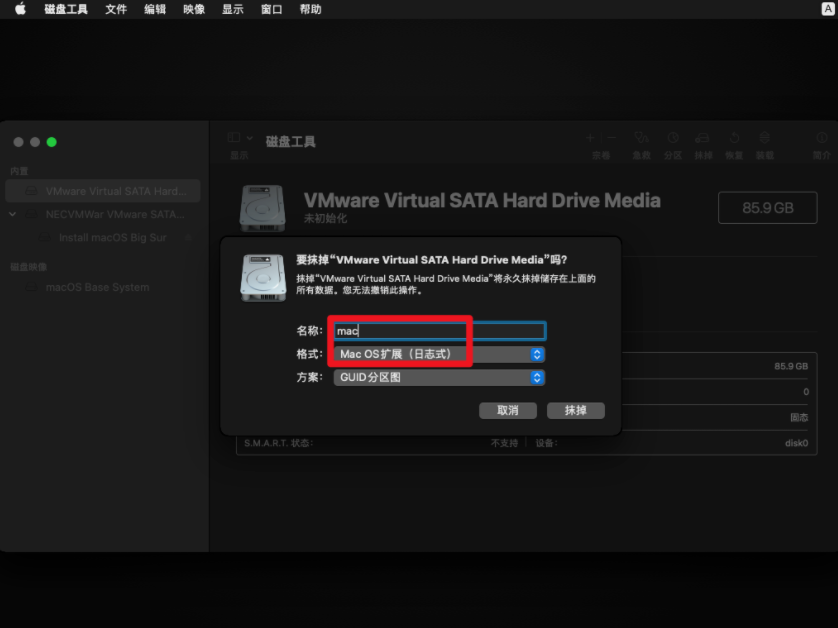 磁盘工具 文件 编辑 映像 显示 窗口 帮助 A
磁盘工具
显示 宗卷 急救 分区 抹掉 恢复 装载 简介
内置
VMware Virtual SATA Hard...
NECVMWar VMware SATA...
Install macOS Big Sur
磁盘映像
macOS Base System
VMware Virtual SATA Hard Drive Media
未初始化
85.9 GB
要抹掉“VMware Virtual SATA Hard Drive Media”吗?
抹掉“VMware Virtual SATA Hard Drive Media”将永久抹掉储存在上面的
所有数据。您无法撤销此操作。
名称: mac
格式: Mac OS扩展（日志式）
方案: GUID分区图
取消 抹掉
85.9 GB
0
固态
S.M.A.R.T. 状态: 不支持 设备: disk0